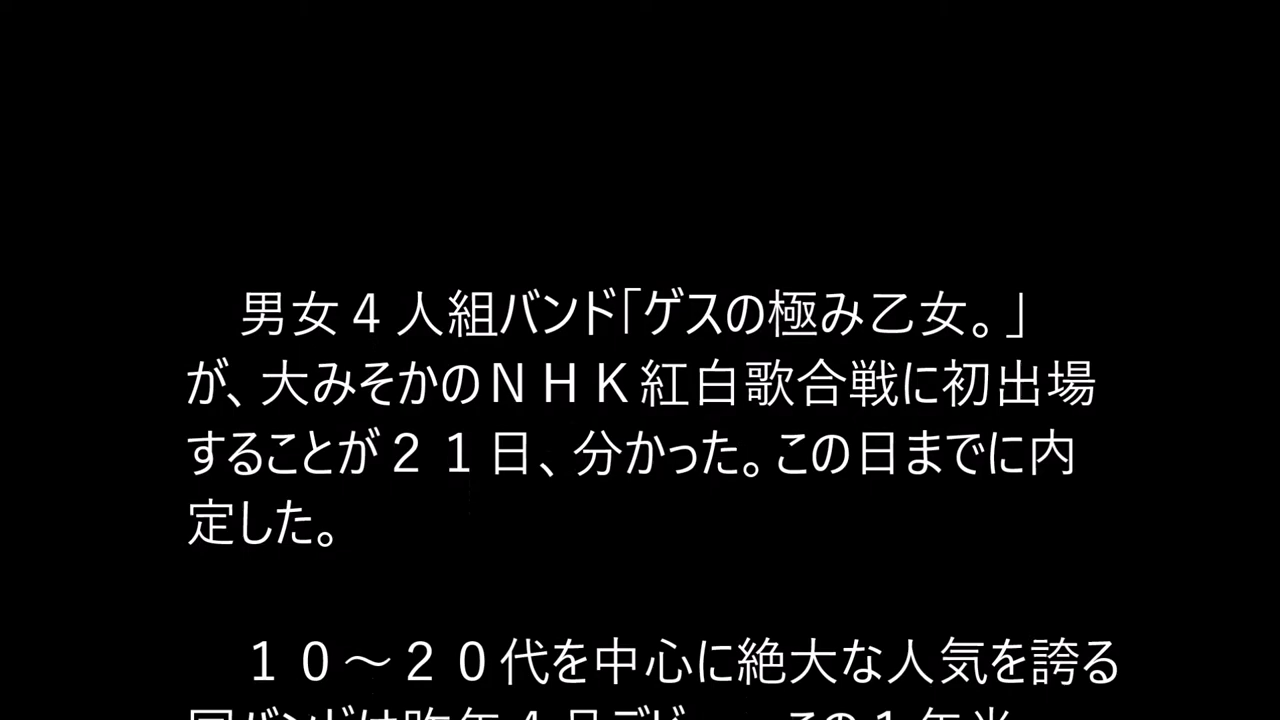 男女４人組バンド「ゲスの極み乙女。」
が、大みそかのＮＨＫ紅白歌合戦に初出場
することが２１日、分かった。この日までに内
定した。
１０～２０代を中心に絶大な人気を誇る